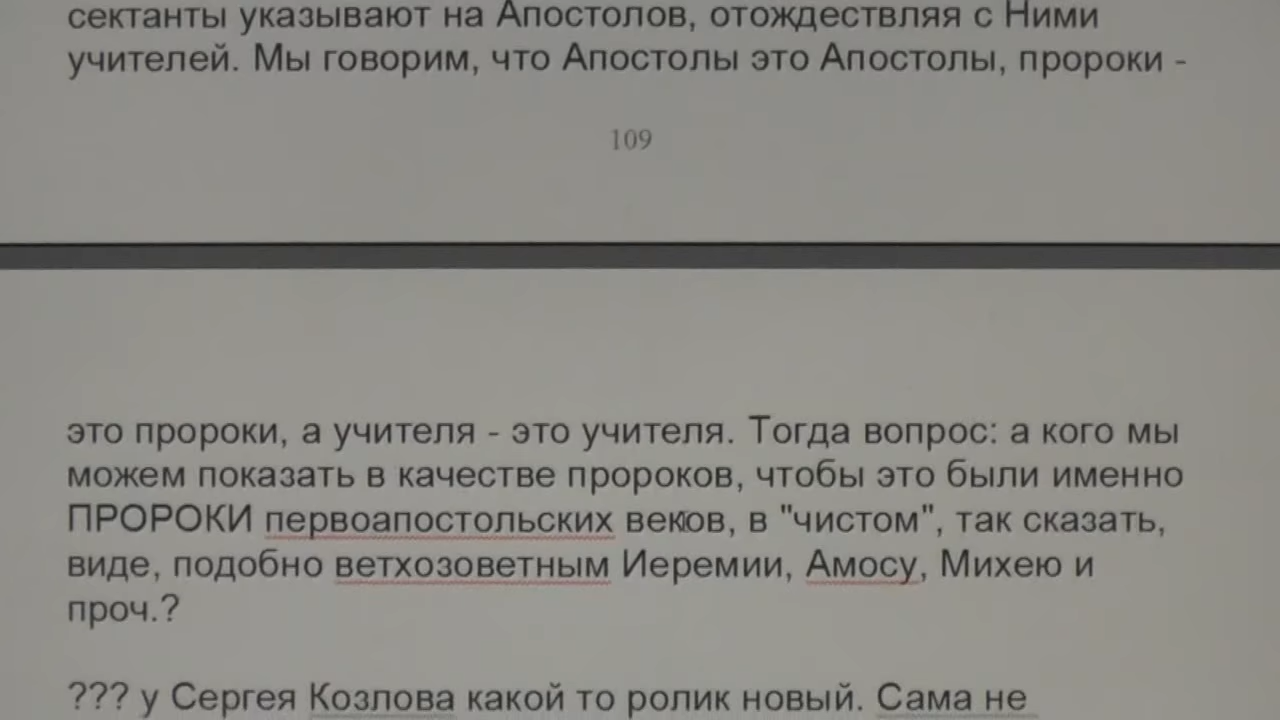 сектанты указывают на Апостолов, отождествляя с Ними
учителей. Мы говорим, что Апостолы это Апостолы, пророки -
109
это пророки, а учителя - это учителя. Тогда вопрос: а кого мы
можем показать в качестве пророков, чтобы это были именно
ПРОРОКИ первоапостольских веков, в "чистом", так сказать,
виде, подобно ветхозоветным Иеремии, Амосу, Михею и
проч.?
??? у Сергея Козлова какой то ролик новый. Сама не